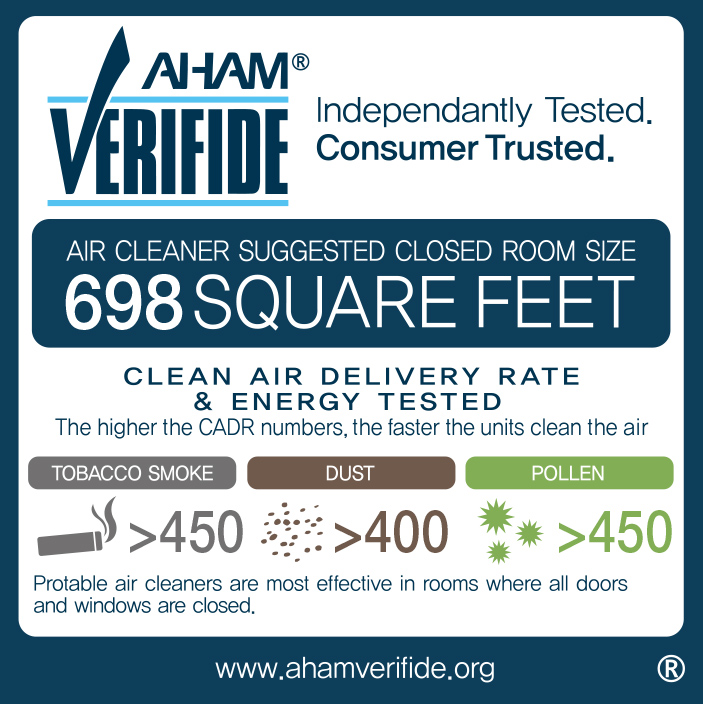 AHAM®
VERIFIDE
Independantly Tested.
Consumer Trusted.
AIR CLEANER SUGGESTED CLOSED ROOM SIZE
698 SQUARE FEET
CLEAN AIR DELIVERY RATE
& ENERGY TESTED
The higher the CADR numbers, the faster the units clean the air
TOBACCO SMOKE DUST POLLEN
>450 >400 >450
Protable air cleaners are most effective in rooms where all doors
and windows are closed.
www.ahamverifide.org ®